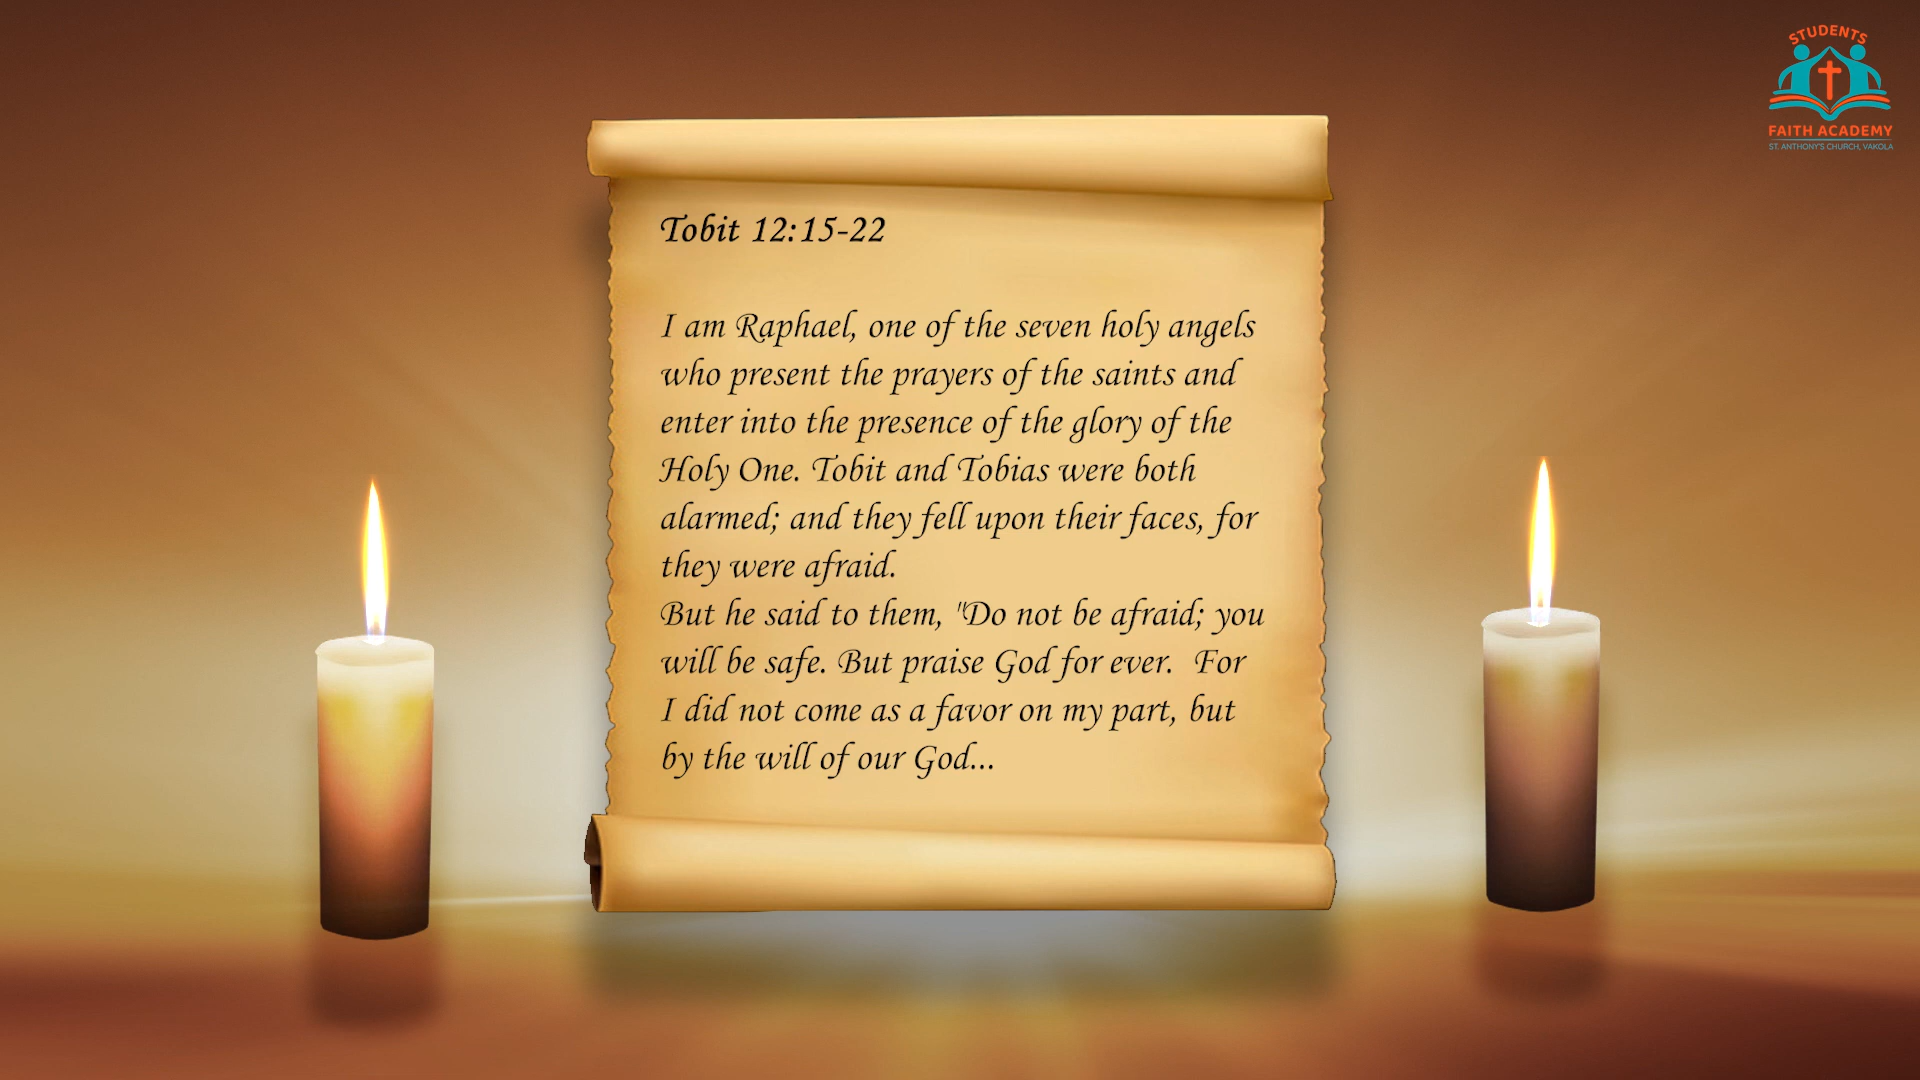 STUDENTS
FAITH ACADEMY
ST. ANTHONY'S CHURCH, VAKOLA
Tobit 12:15-22
I am Raphael, one of the seven holy angels
who present the prayers of the saints and
enter into the presence of the glory of the
Holy One. Tobit and Tobias were both
alarmed; and they fell upon their faces, for
they were afraid.
But he said to them, "Do not be afraid; you
will be safe. But praise God for ever.  For
I did not come as a favor on my part, but
by the will of our God...